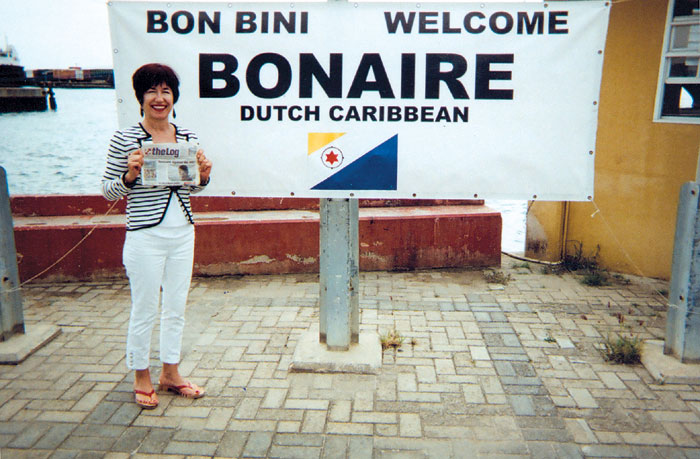 BON BINI WELCOME
BONAIRE
DUTCH CARIBBEAN
theLog